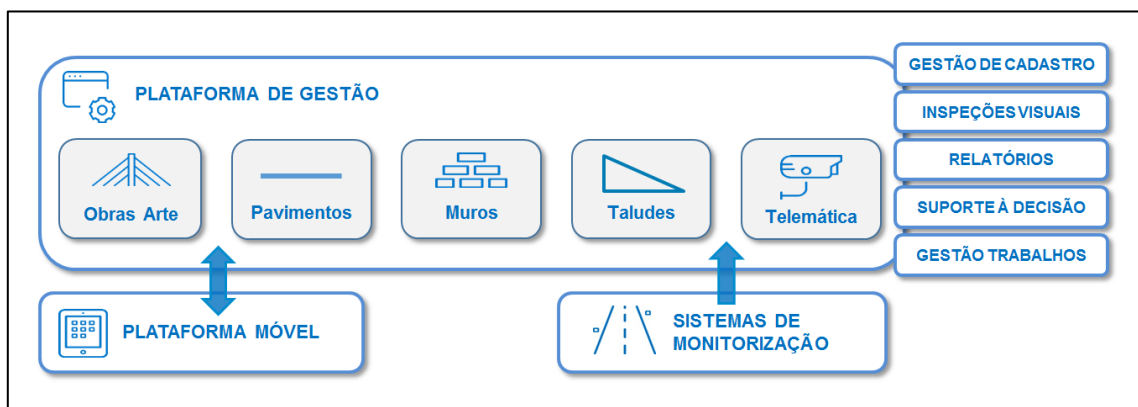 PLATAFORMA DE GESTÃO
Obras Arte
Pavimentos
Muros
Taludes
Telemática
GESTÃO DE CADASTRO
INSPEÇÕES VISUAIS
RELATÓRIOS
SUPORTE À DECISÃO
GESTÃO TRABALHOS
PLATAFORMA MÓVEL
SISTEMAS DE
MONITORIZAÇÃO